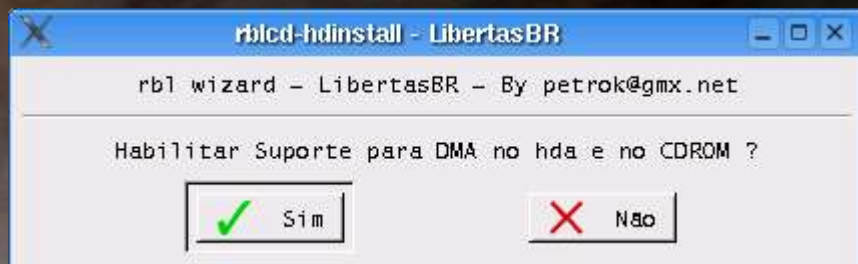 rblcd-hdinstall - LibertasBR
rbl wizard – LibertasBR – By petrok@gmx.net
Habilitar Suporte para DMA no hda e no CDROM ?
Sim
Não